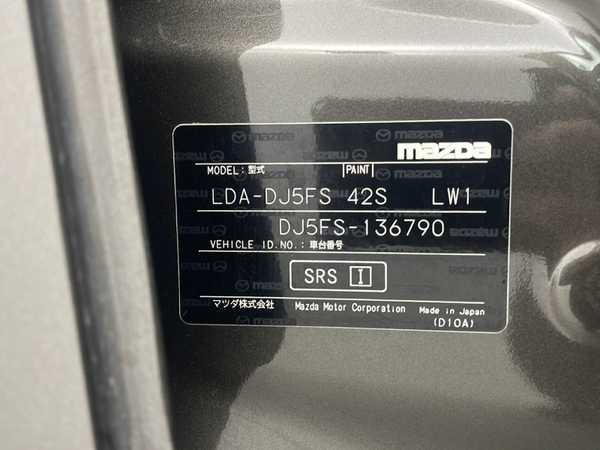 mazda
MODEL: 型式 PAINT
LDA-DJ5FS 42S LW1
DJ5FS-136790
VEHICLE ID.NO.: 車台番号
SRS I
マツダ株式会社 Mazda Motor Corporation Made in Japan
(D10A)